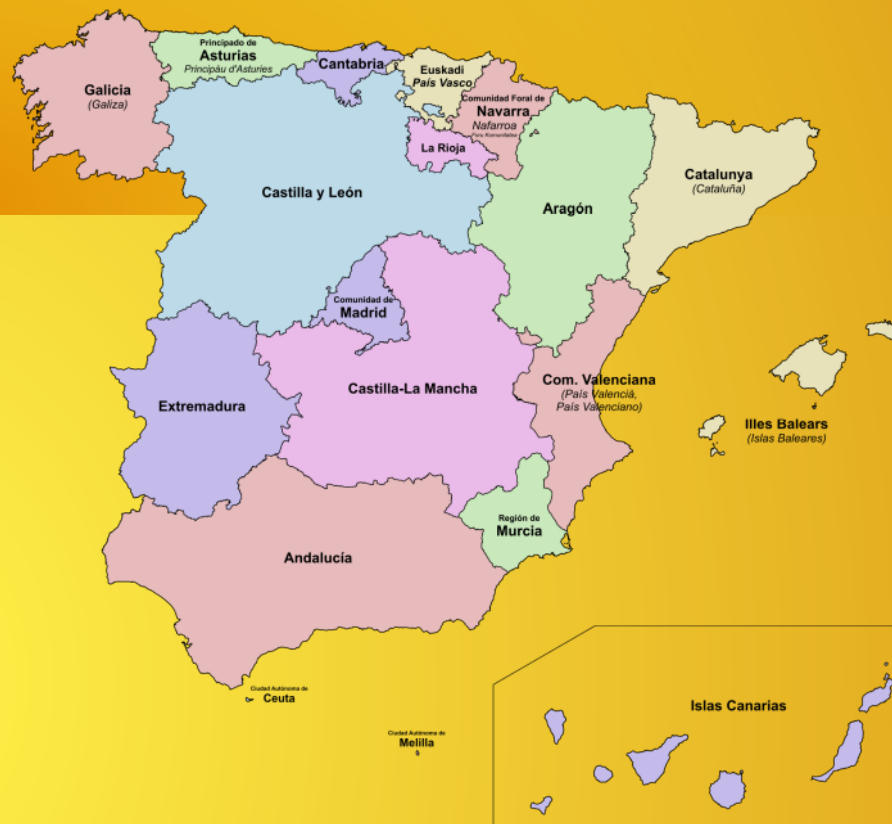 Principado de
Asturias
Principáu d'Asturies
Cantabria
Euskadi
País Vasco
Galicia
(Galiza)
Comunidad Foral de
Navarra
Nafarroa
Foru Komunitatea
La Rioja
Castilla y León
Aragón
Catalunya
(Cataluña)
Comunidad de
Madrid
Castilla-La Mancha
Com. Valenciana
(País Valencià,
País Valenciano)
Extremadura
Illes Balears
(Islas Baleares)
Región de
Murcia
Andalucía
Ciudad Autónoma de
Ceuta
Ciudad Autónoma de
Melilla
Islas Canarias